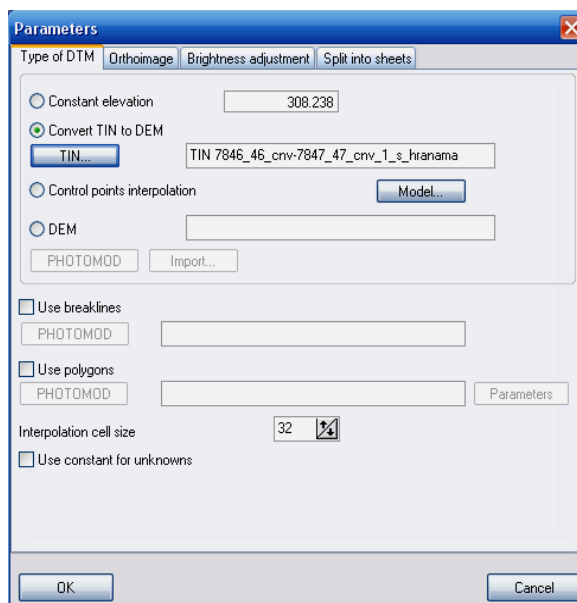 Parameters
Type of DTM Orthoimage Brightness adjustment Split into sheets
Constant elevation 308.238
Convert TIN to DEM
TIN... TIN 7846_46_cnv-7847_47_cnv_1_s_hranama
Control points interpolation Model...
DEM
PHOTOMOD Import...
Use breaklines
PHOTOMOD
Use polygons
PHOTOMOD Parameters
Interpolation cell size 32
Use constant for unknowns
OK Cancel